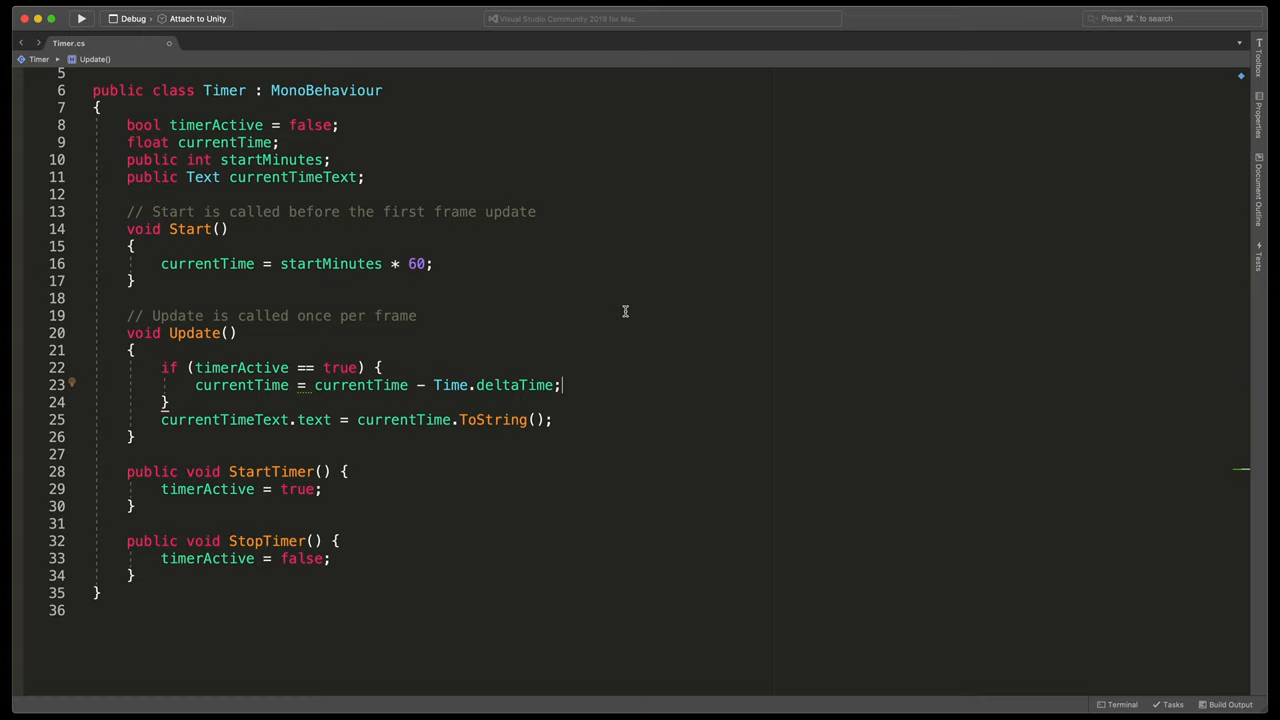 Debug › Attach to Unity
Visual Studio Community 2019 for Mac
Press '⌘.' to search
Timer.cs
Timer ▸ Update()
5
6 public class Timer : MonoBehaviour
7 {
8 bool timerActive = false;
9 float currentTime;
10 public int startMinutes;
11 public Text currentTimeText;
12
13 // Start is called before the first frame update
14 void Start()
15 {
16 currentTime = startMinutes * 60;
17 }
18
19 // Update is called once per frame
20 void Update()
21 {
22 if (timerActive == true) {
23 currentTime = currentTime - Time.deltaTime;
24 }
25 currentTimeText.text = currentTime.ToString();
26 }
27
28 public void StartTimer() {
29 timerActive = true;
30 }
31
32 public void StopTimer() {
33 timerActive = false;
34 }
35 }
36
Toolbox
Properties
Document Outline
Tests
Terminal
Tasks
Build Output